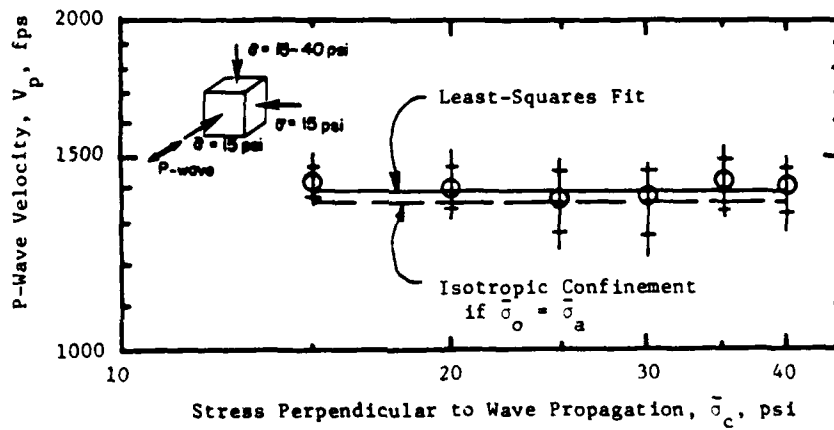 2000
σ̄ = 15-40 psi
Least-Squares Fit
σ̄ = 15 psi
σ̄ = 15 psi
P-wave
1500
P-Wave Velocity, V_p, fps
Isotropic Confinement
if σ̄_o = σ̄_a
1000
10 20 30 40
Stress Perpendicular to Wave Propagation, σ̄_c, psi